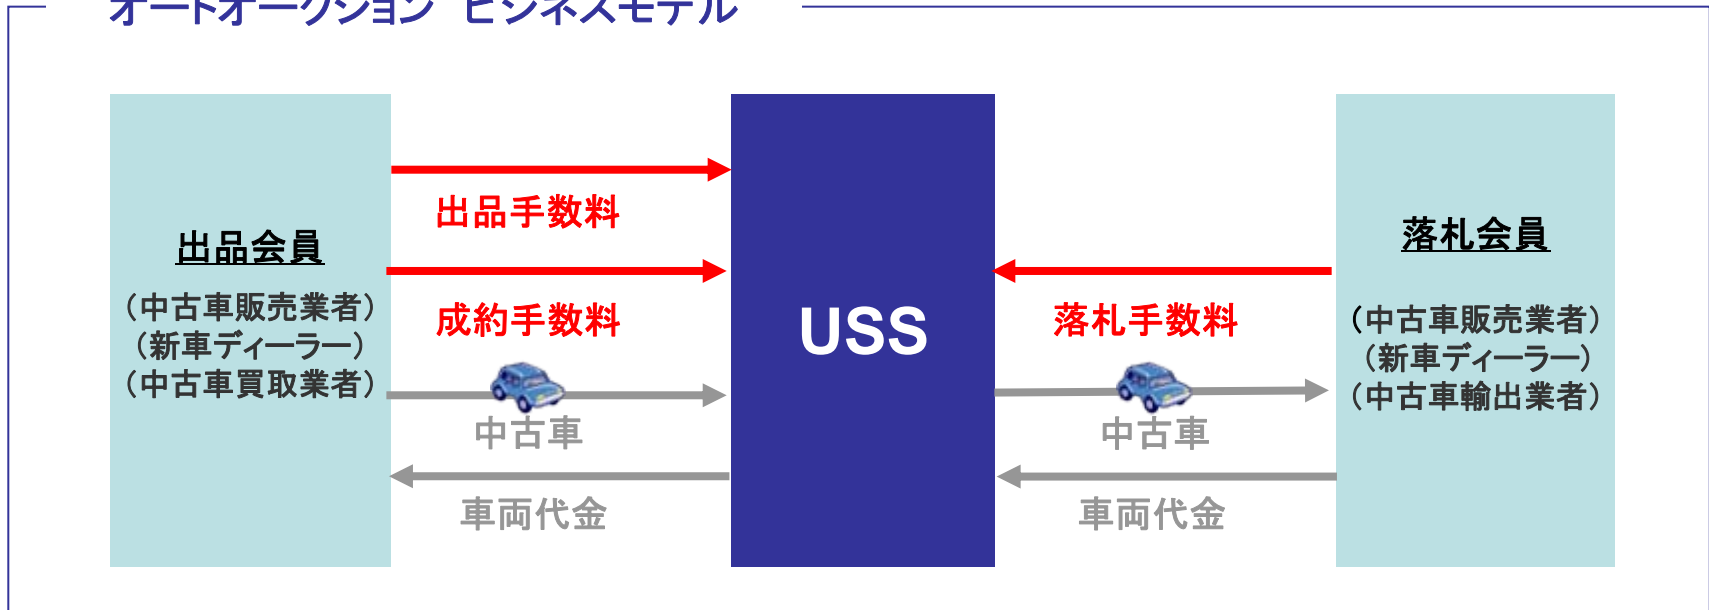 オートオークション ビジネスモデル
出品会員
（中古車販売業者）
（新車ディーラー）
（中古車買取業者）
出品手数料
成約手数料
中古車
車両代金
USS
落札手数料
中古車
車両代金
落札会員
（中古車販売業者）
（新車ディーラー）
（中古車輸出業者）